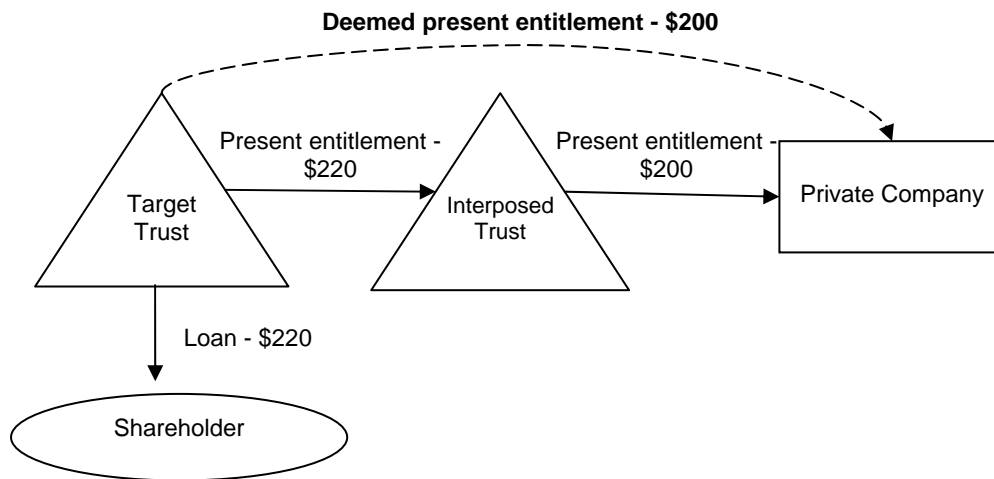 Deemed present entitlement - $200
Present entitlement -
$220
Present entitlement -
$200
Target
Trust
Interposed
Trust
Private Company
Loan - $220
Shareholder